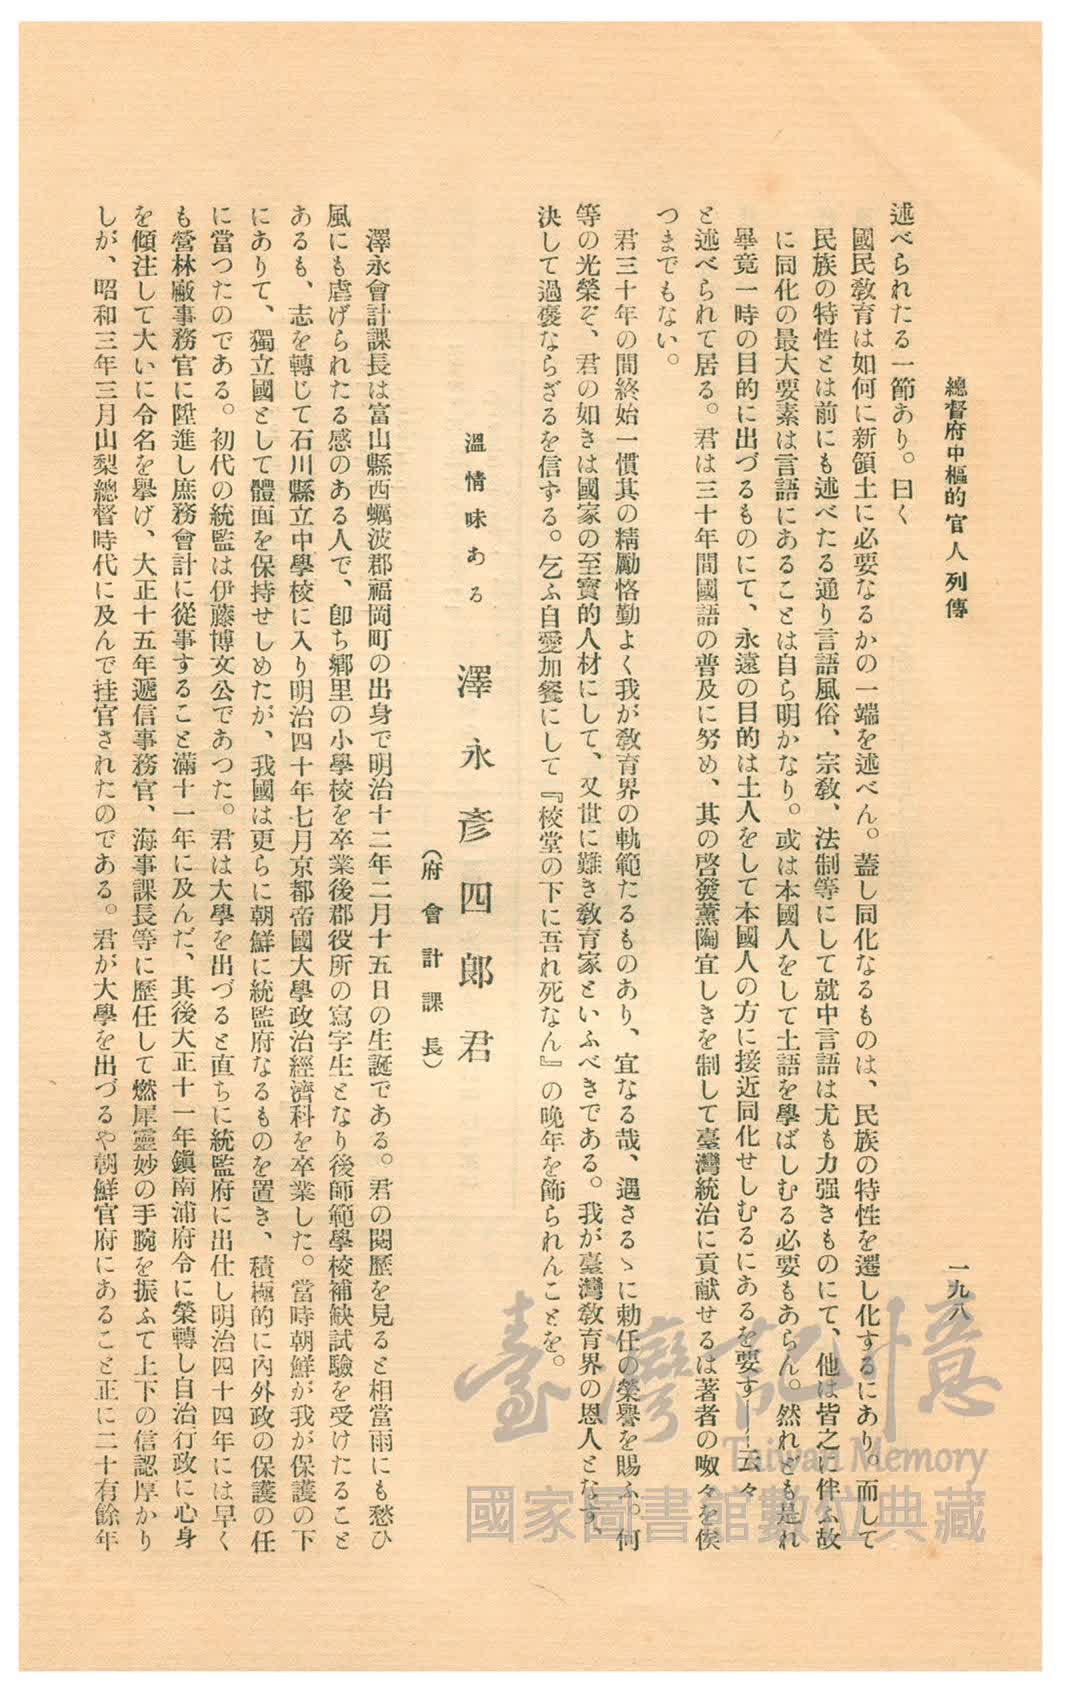 總督府中樞的官人列傳
一九八
述べられたる一節あり。曰く
國民教育は如何に新領土に必要なるかの一端を述べん。蓋し同化なるものは、民族の特性を遷し化するにあり。而して
民族の特性とは前にも述べたる通り言語風俗、宗教、法制等にして就中言語は尤も力强きものにて、他は皆之に伴ふ故
に同化の最大要素は言語にあることは自ら明かなり。或は本國人をして土語を學ばしむる必要もあらん。然れども是れ
畢竟一時の目的に出づるものにて、永遠の目的は土人をして本國人の方に接近同化せしむるにあるを要す――云々
と述べられて居る。君は三十年間國語の普及に努め、其の啓發薰陶宜しきを制して臺灣統治に貢献せるは著者の呶々を俟
つまでもない。
君三十年の間終始一慣其の精勵恪勤よく我が教育界の軌範たるものあり、宜なる哉、遇さるゝに勅任の榮譽を賜ふ。何
等の光榮ぞ、君の如きは國家の至寶的人材にして、又世に難き教育家といふべきである。我が臺灣教育界の恩人となす、
決して過褒ならざるを信ずる。乞ふ自愛加餐にして『校堂の下に吾れ死なん』の晩年を飾られんことを。
溫情味ある　澤永彥四郎君
（府會計課長）
澤永會計課長は富山縣西蠣波郡福岡町の出身で明治十二年二月十五日の生誕である。君の閱歷を見ると相當雨にも愁ひ
風にも虐げられたる感のある人で、卽ち鄕里の小學校を卒業後郡役所の寫字生となり後師範學校補缺試驗を受けたること
あるも、志を轉じて石川縣立中學校に入り明治四十年七月京都帝國大學政治經濟科を卒業した。當時朝鮮が我が保護の下
にありて、獨立國として體面を保持せしめたが、我國は更らに朝鮮に統監府なるものを置き、積極的に內外政の保護の任
に當つたのである。初代の統監は伊藤博文公であつた。君は大學を出づると直ちに統監府に出仕し明治四十四年には早く
も營林廠事務官に陞進し庶務會計に從事すること滿十一年に及んだ、其後大正十一年鎭南浦府令に榮轉し自治行政に心身
を傾注して大いに令名を擧げ、大正十五年遞信事務官、海事課長等に歷任して燃犀靈妙の手腕を振ふて上下の信認厚かり
しが、昭和三年三月山梨總督時代に及んで挂官されたのである。君が大學を出づるや朝鮮官府にあること正に二十有餘年
臺灣記憶
Taiwan Memory
國家圖書館數位典藏